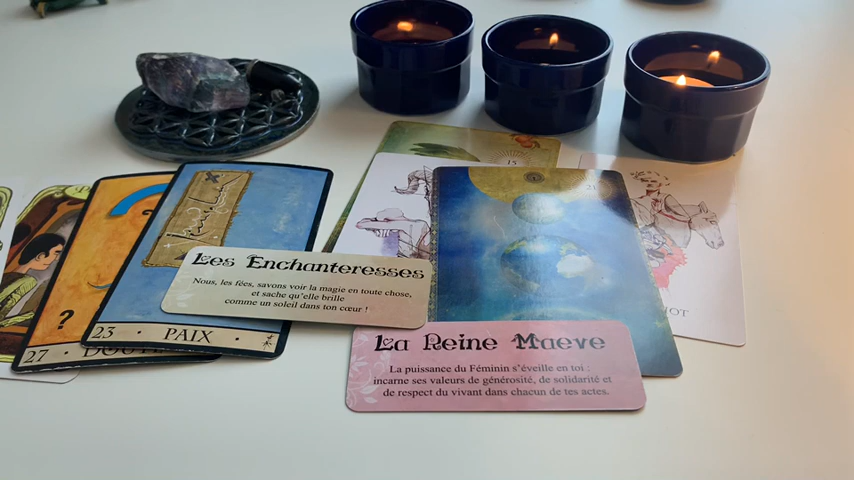 15
21
Les Enchanteresses
Nous, les fées, savons voir la magie en toute chose,
et sache qu'elle brille
comme un soleil dans ton cœur !
?
23 • PAIX •
27 •
La Reine Maeve
La puissance du Féminin s'éveille en toi :
incarne ses valeurs de générosité, de solidarité et
de respect du vivant dans chacun de tes actes.